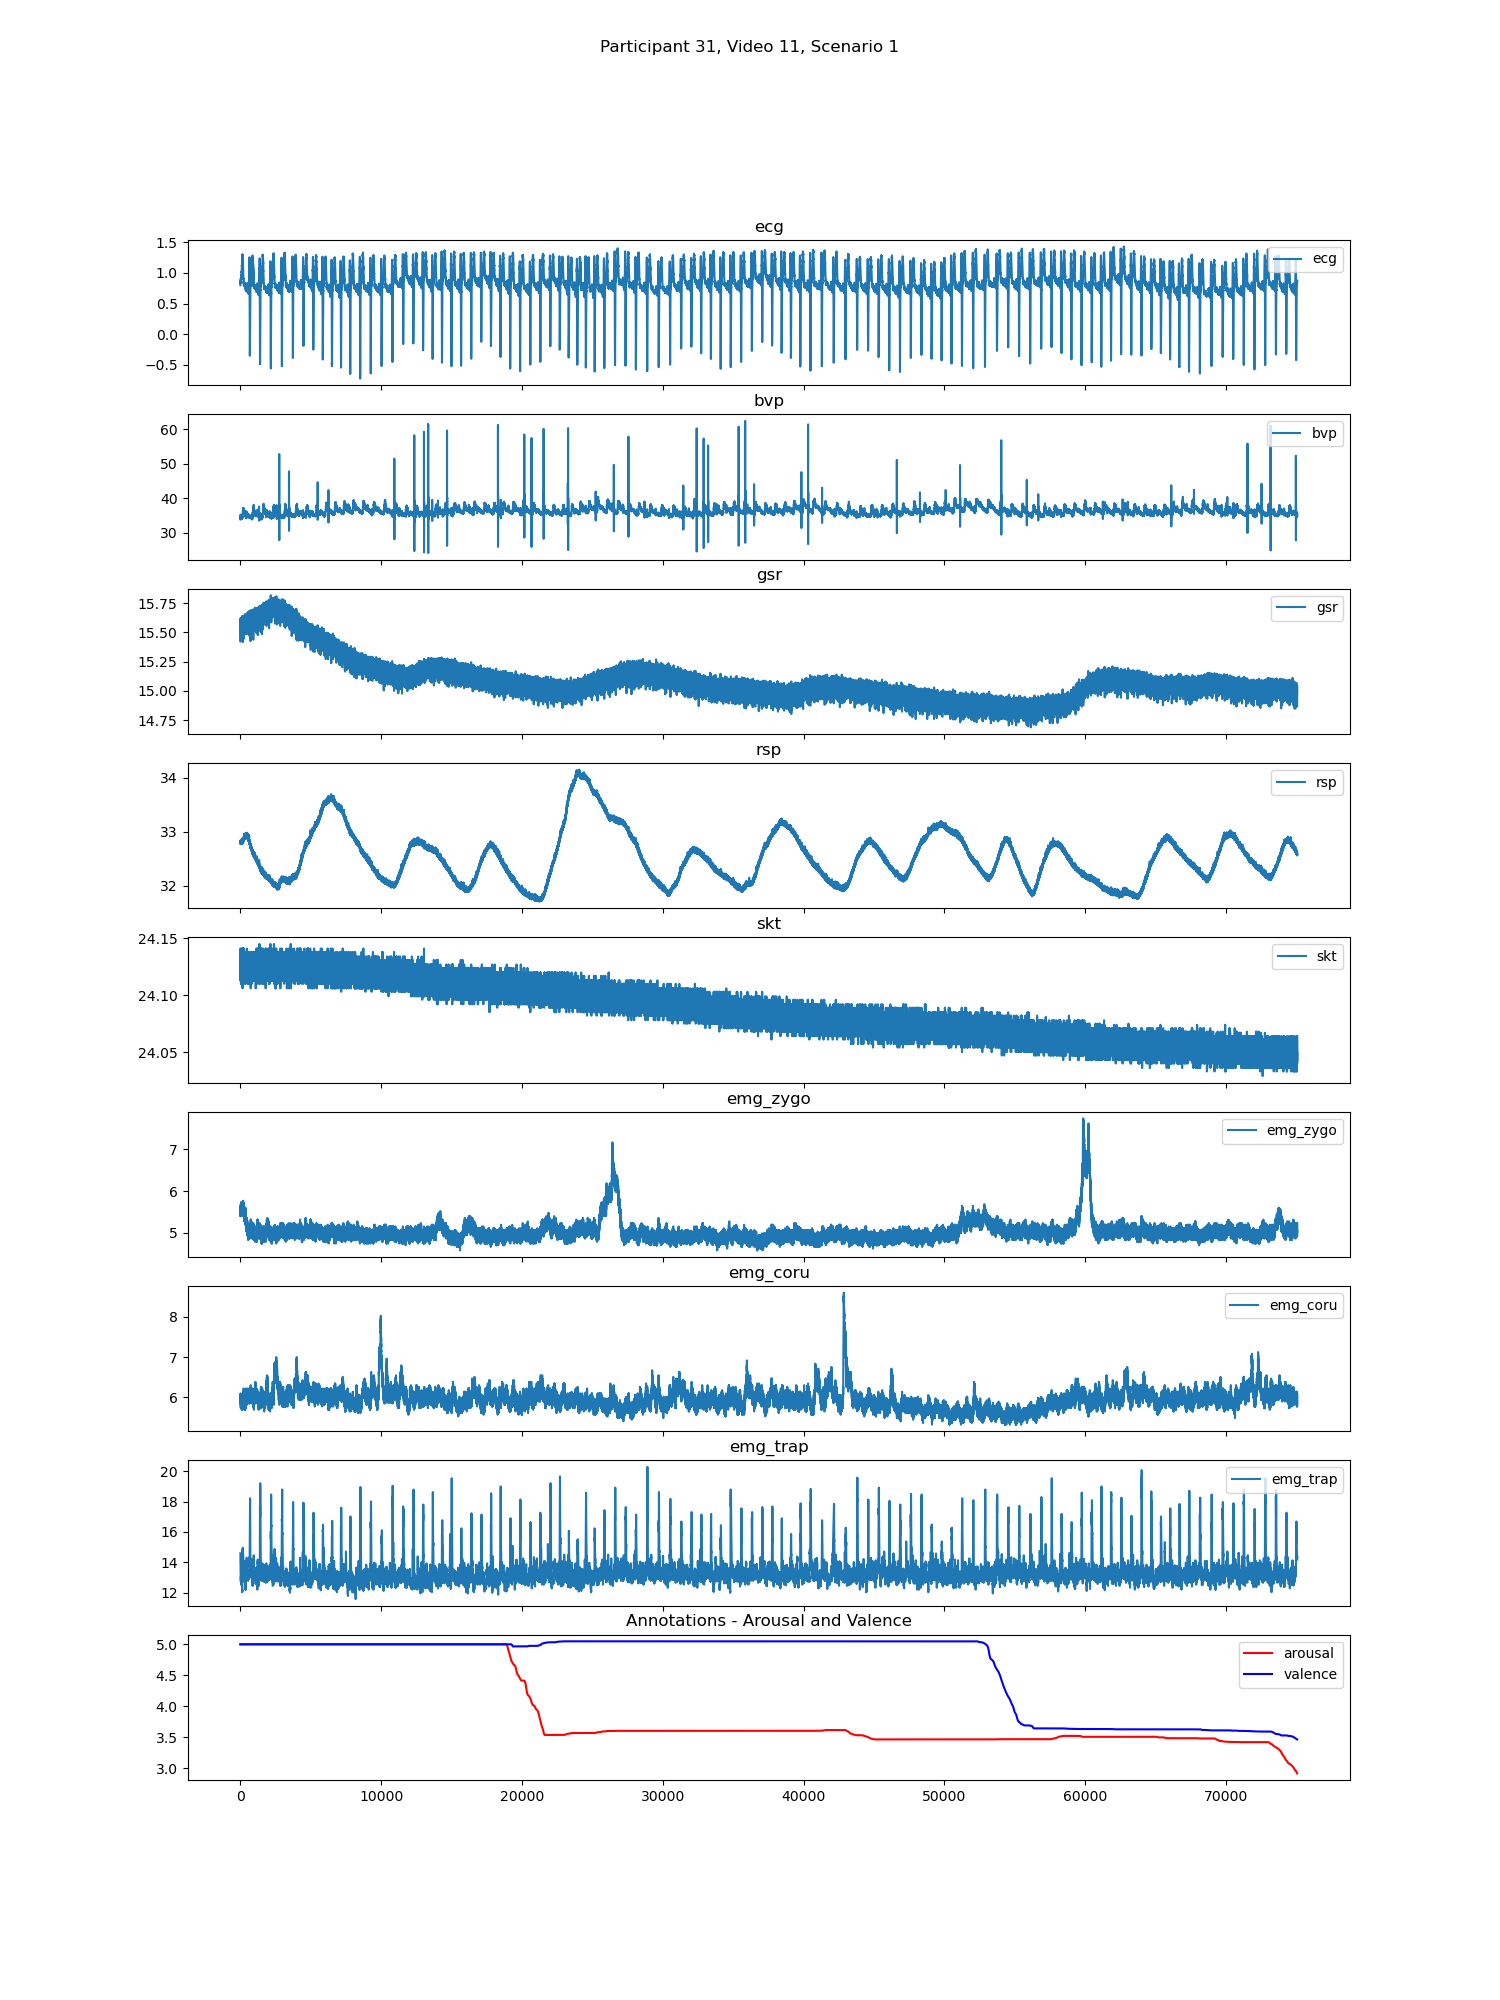 Participant 31, Video 11, Scenario 1
ecg
1.5
1.0
0.5
0.0
−0.5
ecg
bvp
60
50
40
30
bvp
gsr
15.75
15.50
15.25
15.00
14.75
gsr
rsp
34
33
32
rsp
skt
24.15
24.10
24.05
skt
emg_zygo
7
6
5
emg_zygo
emg_coru
8
7
6
emg_coru
emg_trap
20
18
16
14
12
emg_trap
Annotations - Arousal and Valence
5.0
4.5
4.0
3.5
3.0
arousal
valence
0 10000 20000 30000 40000 50000 60000 70000